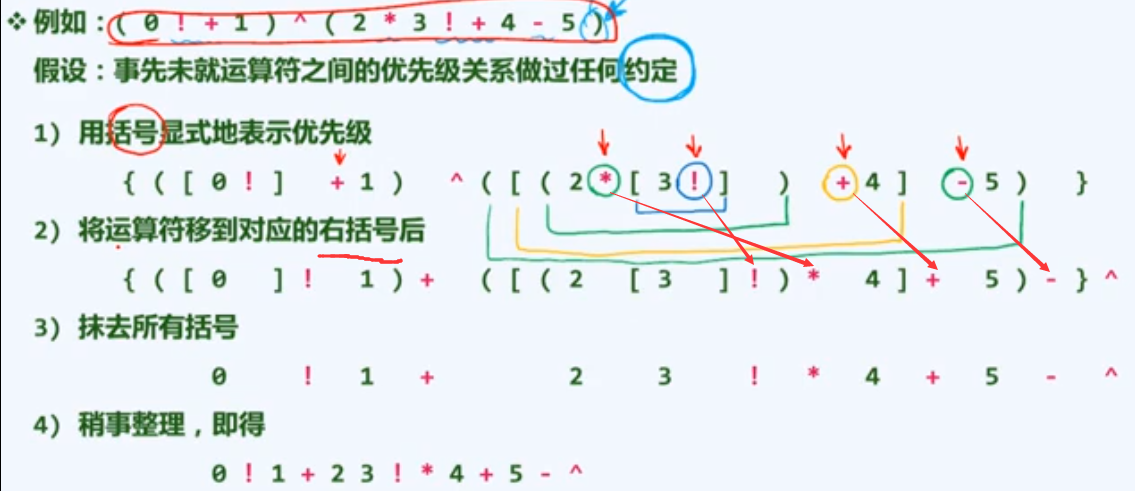 ❖ 例如：( 0 ! + 1 ) ^ ( 2 * 3 ! + 4 - 5 )
假设：事先未就运算符之间的优先级关系做过任何约定
1) 用括号显式地表示优先级
{ ( [ 0 ! ] + 1 ) ^ ( [ ( 2 * [ 3 ! ] ) + 4 ] - 5 ) }
2) 将运算符移到对应的右括号后
{ ( [ 0 ] ! 1 ) + ( [ ( 2 [ 3 ] ! ) * 4 ] + 5 ) - } ^
3) 抹去所有括号
0 ! 1 + 2 3 ! * 4 + 5 - ^
4) 稍事整理，即得
0 ! 1 + 2 3 ! * 4 + 5 - ^